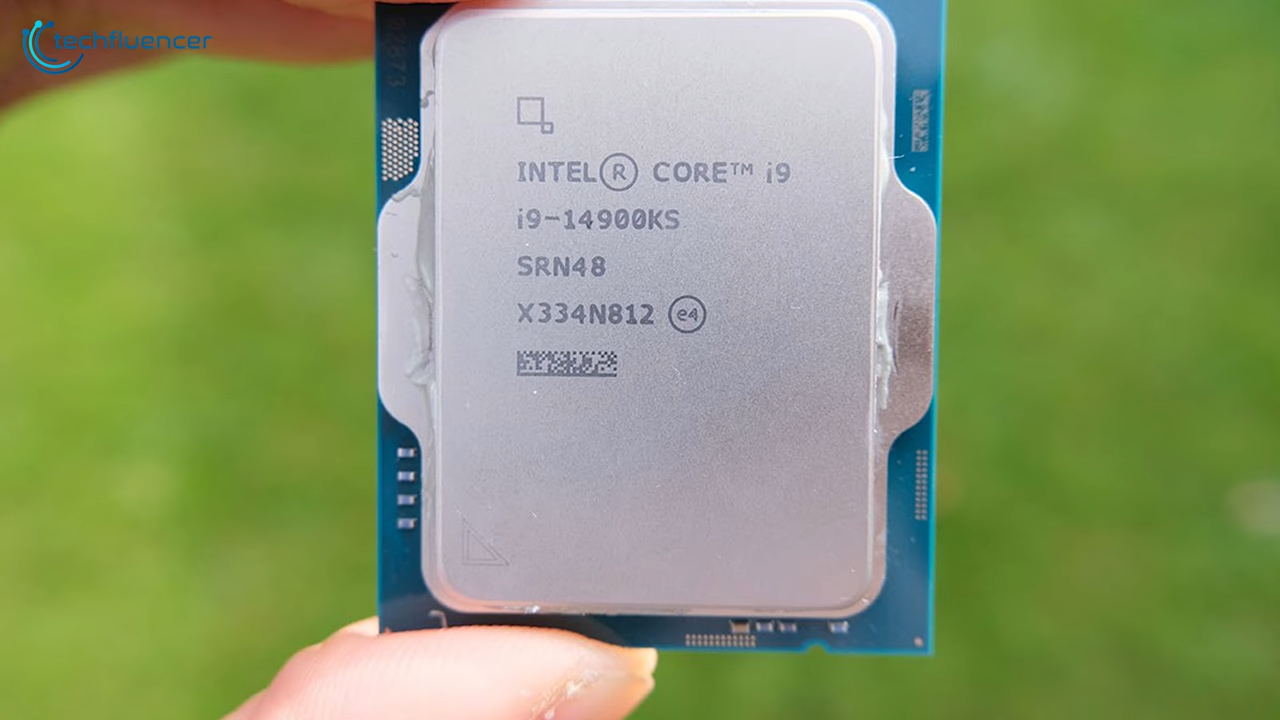 techfluencer
INTEL® CORE™ i9
i9-14900KS
SRN48
X334N812 e4